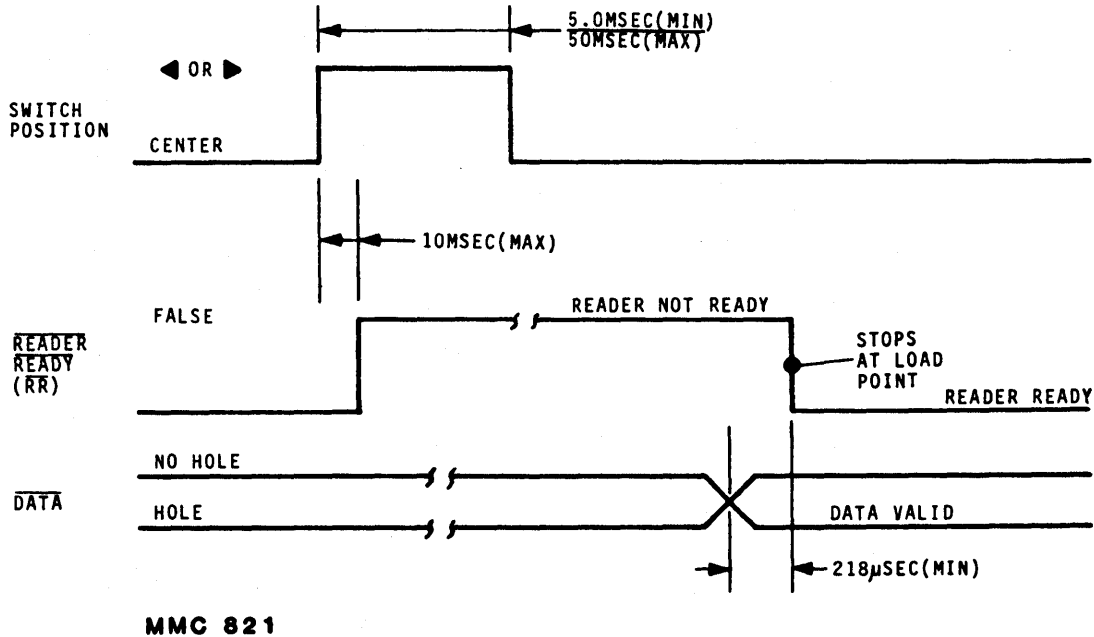 5.0MSEC(MIN)
50MSEC(MAX)
◀ OR ▶
SWITCH
POSITION
CENTER
10MSEC(MAX)
FALSE
READER NOT READY
READER
READY
(RR)
STOPS
AT LOAD
POINT
READER READY
NO HOLE
DATA
HOLE
DATA VALID
218µSEC(MIN)
MMC 821